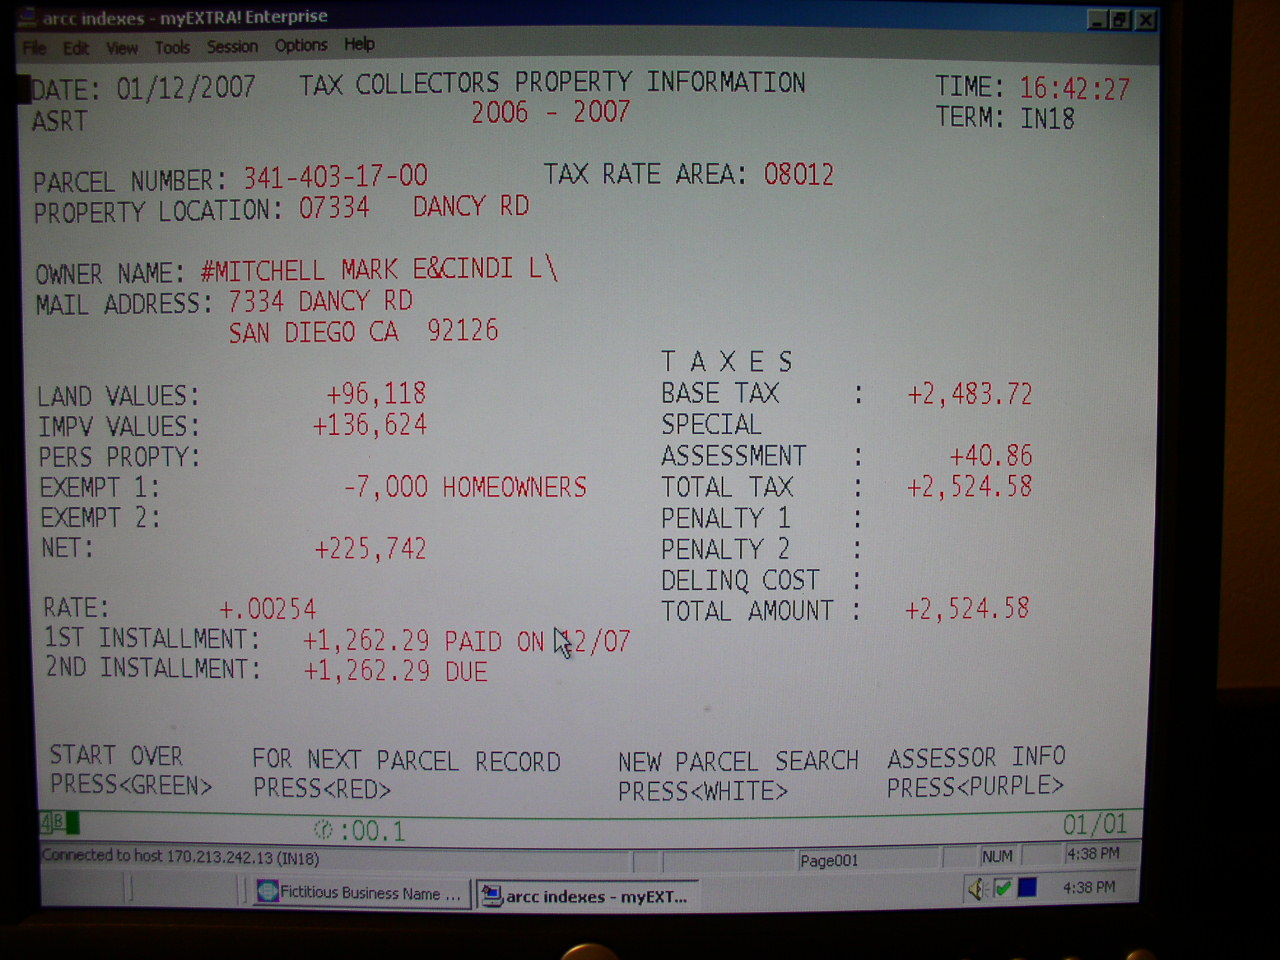 arcc indexes - myEXTRA! Enterprise
File Edit View Tools Session Options Help
DATE: 01/12/2007 TAX COLLECTORS PROPERTY INFORMATION TIME: 16:42:27
ASRT 2006 - 2007 TERM: IN18
PARCEL NUMBER: 341-403-17-00 TAX RATE AREA: 08012
PROPERTY LOCATION: 07334 DANCY RD
OWNER NAME: #MITCHELL MARK E&CINDI L\
MAIL ADDRESS: 7334 DANCY RD
SAN DIEGO CA 92126
T A X E S
LAND VALUES: +96,118 BASE TAX : +2,483.72
IMPV VALUES: +136,624 SPECIAL
PERS PROPTY: ASSESSMENT : +40.86
EXEMPT 1: -7,000 HOMEOWNERS TOTAL TAX : +2,524.58
EXEMPT 2: PENALTY 1 :
NET: +225,742 PENALTY 2 :
DELINQ COST :
RATE: +.00254 TOTAL AMOUNT : +2,524.58
1ST INSTALLMENT: +1,262.29 PAID ON 12/07
2ND INSTALLMENT: +1,262.29 DUE
START OVER FOR NEXT PARCEL RECORD NEW PARCEL SEARCH ASSESSOR INFO
PRESS<GREEN> PRESS<RED> PRESS<WHITE> PRESS<PURPLE>
4B :00.1 01/01
Connected to host 170.213.242.13 (IN18) Page001 NUM 4:38 PM
Fictitious Business Name ... arcc indexes - myEXT... 4:38 PM